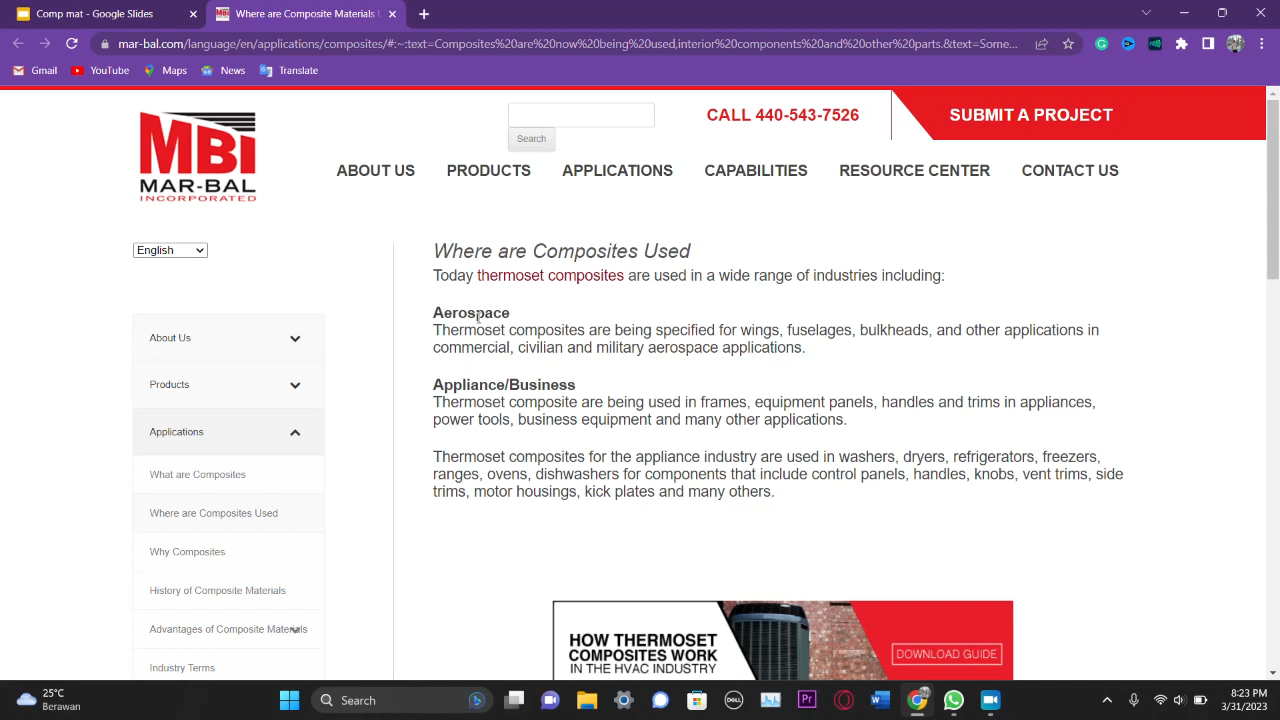 Comp mat - Google Slides
Where are Composites Materials U
mar-bal.com/language/en/applications/composites/#:~:text=Composites%20are%20now%20being%20used,interior%20components%20and%20other%20parts.&text=Some...
Gmail YouTube Maps News Translate
MBI
MAR-BAL
INCORPORATED
Search
CALL 440-543-7526
SUBMIT A PROJECT
ABOUT US PRODUCTS APPLICATIONS CAPABILITIES RESOURCE CENTER CONTACT US
English
About Us
Products
Applications
What are Composites
Where are Composites Used
Why Composites
History of Composite Materials
Advantages of Composite Materials
Industry Terms
Where are Composites Used
Today thermoset composites are used in a wide range of industries including:
Aerospace
Thermoset composites are being specified for wings, fuselages, bulkheads, and other applications in
commercial, civilian and military aerospace applications.
Appliance/Business
Thermoset composite are being used in frames, equipment panels, handles and trims in appliances,
power tools, business equipment and many other applications.
Thermoset composites for the appliance industry are used in washers, dryers, refrigerators, freezers,
ranges, ovens, dishwashers for components that include control panels, handles, knobs, vent trims, side
trims, motor housings, kick plates and many others.
HOW THERMOSET
COMPOSITES WORK
IN THE HVAC INDUSTRY
DOWNLOAD GUIDE
25°C
Berawan
Search
DELL
Pr
W
8:23 PM
3/31/2023